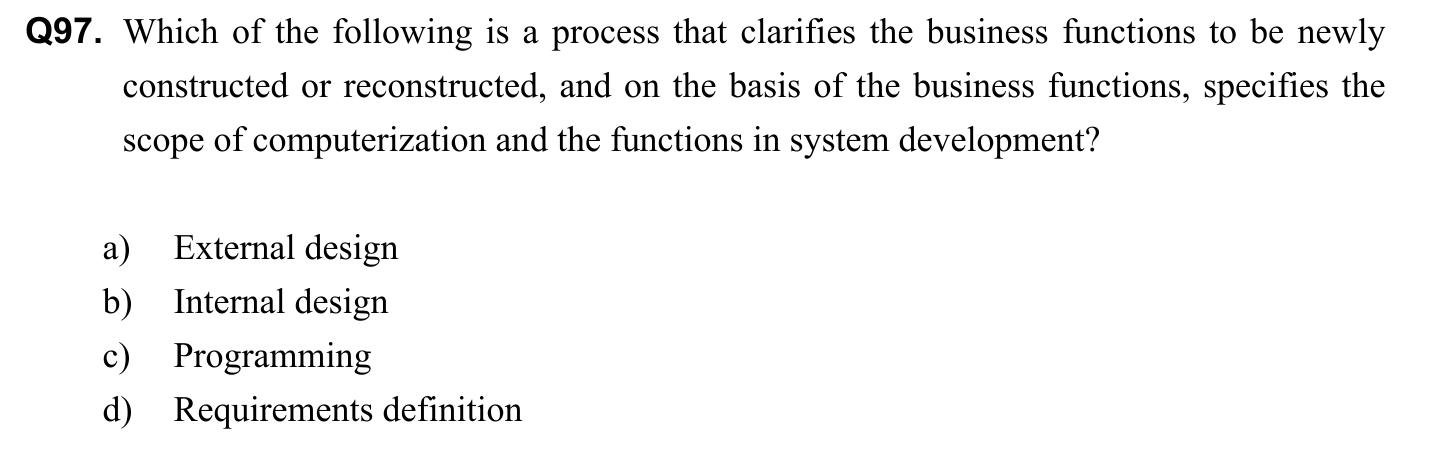 Q97. Which of the following is a process that clarifies the business functions to be newly
constructed or reconstructed, and on the basis of the business functions, specifies the
scope of computerization and the functions in system development?
a) External design
b) Internal design
c) Programming
d) Requirements definition